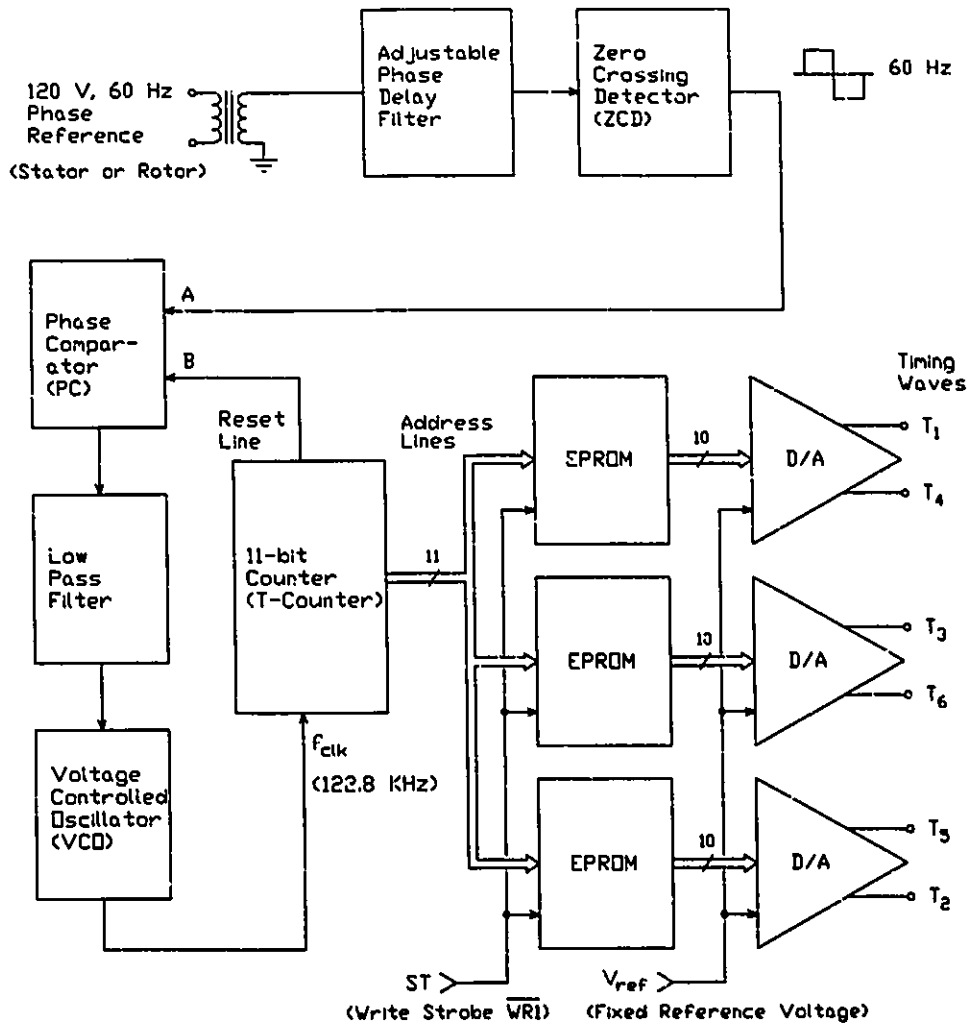 120 V, 60 Hz
Phase
Reference
(Stator or Rotor)
Adjustable
Phase
Delay
Filter
Zero
Crossing
Detector
(ZCD)
60 Hz
Phase
Compar-
ator
(PC)
A
B
Reset
Line
Address
Lines
Timing
Waves
Low
Pass
Filter
11-bit
Counter
(T-Counter)
11
EPROM
10
D/A
T1
T4
EPROM
10
D/A
T3
T6
Voltage
Controlled
Oscillator
(VCO)
fclk
(122.8 KHz)
EPROM
10
D/A
T5
T2
ST
(Write Strobe WR1)
Vref
(Fixed Reference Voltage)